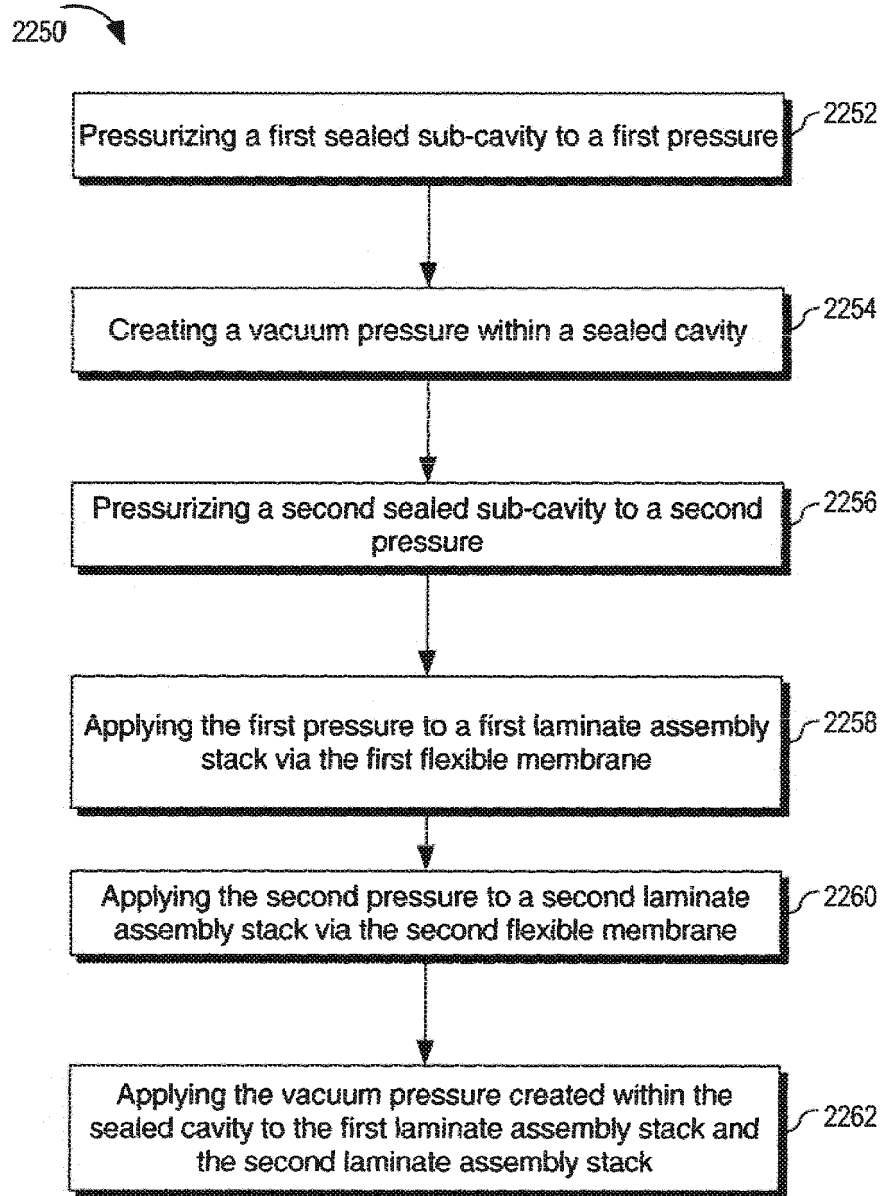 2250
Pressurizing a first sealed sub-cavity to a first pressure
2252
Creating a vacuum pressure within a sealed cavity
2254
Pressurizing a second sealed sub-cavity to a second
pressure
2256
Applying the first pressure to a first laminate assembly
stack via the first flexible membrane
2258
Applying the second pressure to a second laminate
assembly stack via the second flexible membrane
2260
Applying the vacuum pressure created within the
sealed cavity to the first laminate assembly stack and
the second laminate assembly stack
2262